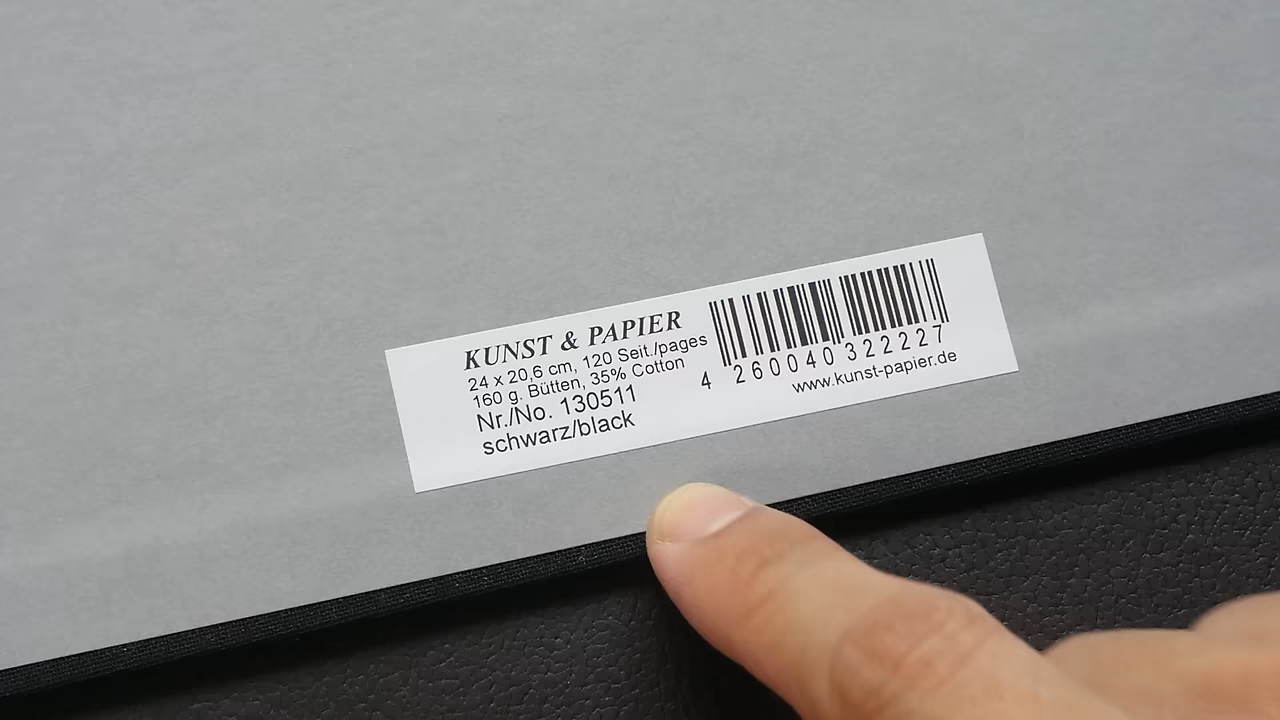 KUNST & PAPIER
24 x 20,6 cm, 120 Seit./pages
160 g. Bütten, 35% Cotton
Nr./No. 130511
schwarz/black
4 260040 322227
www.kunst-papier.de